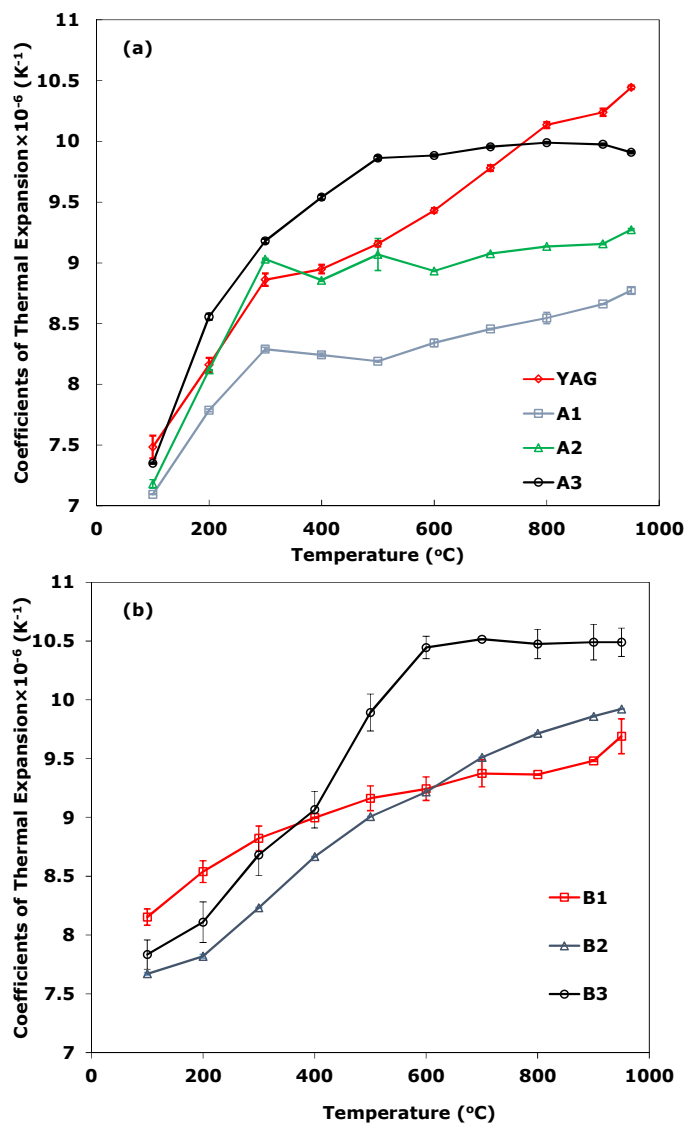 (a)
Coefficients of Thermal Expansion×10⁻⁶ (K⁻¹)
11
10.5
10
9.5
9
8.5
8
7.5
7
YAG
A1
A2
A3
0 200 400 600 800 1000
Temperature (ºC)
(b)
Coefficients of Thermal Expansion×10⁻⁶ (K⁻¹)
11
10.5
10
9.5
9
8.5
8
7.5
7
B1
B2
B3
0 200 400 600 800 1000
Temperature (ºC)